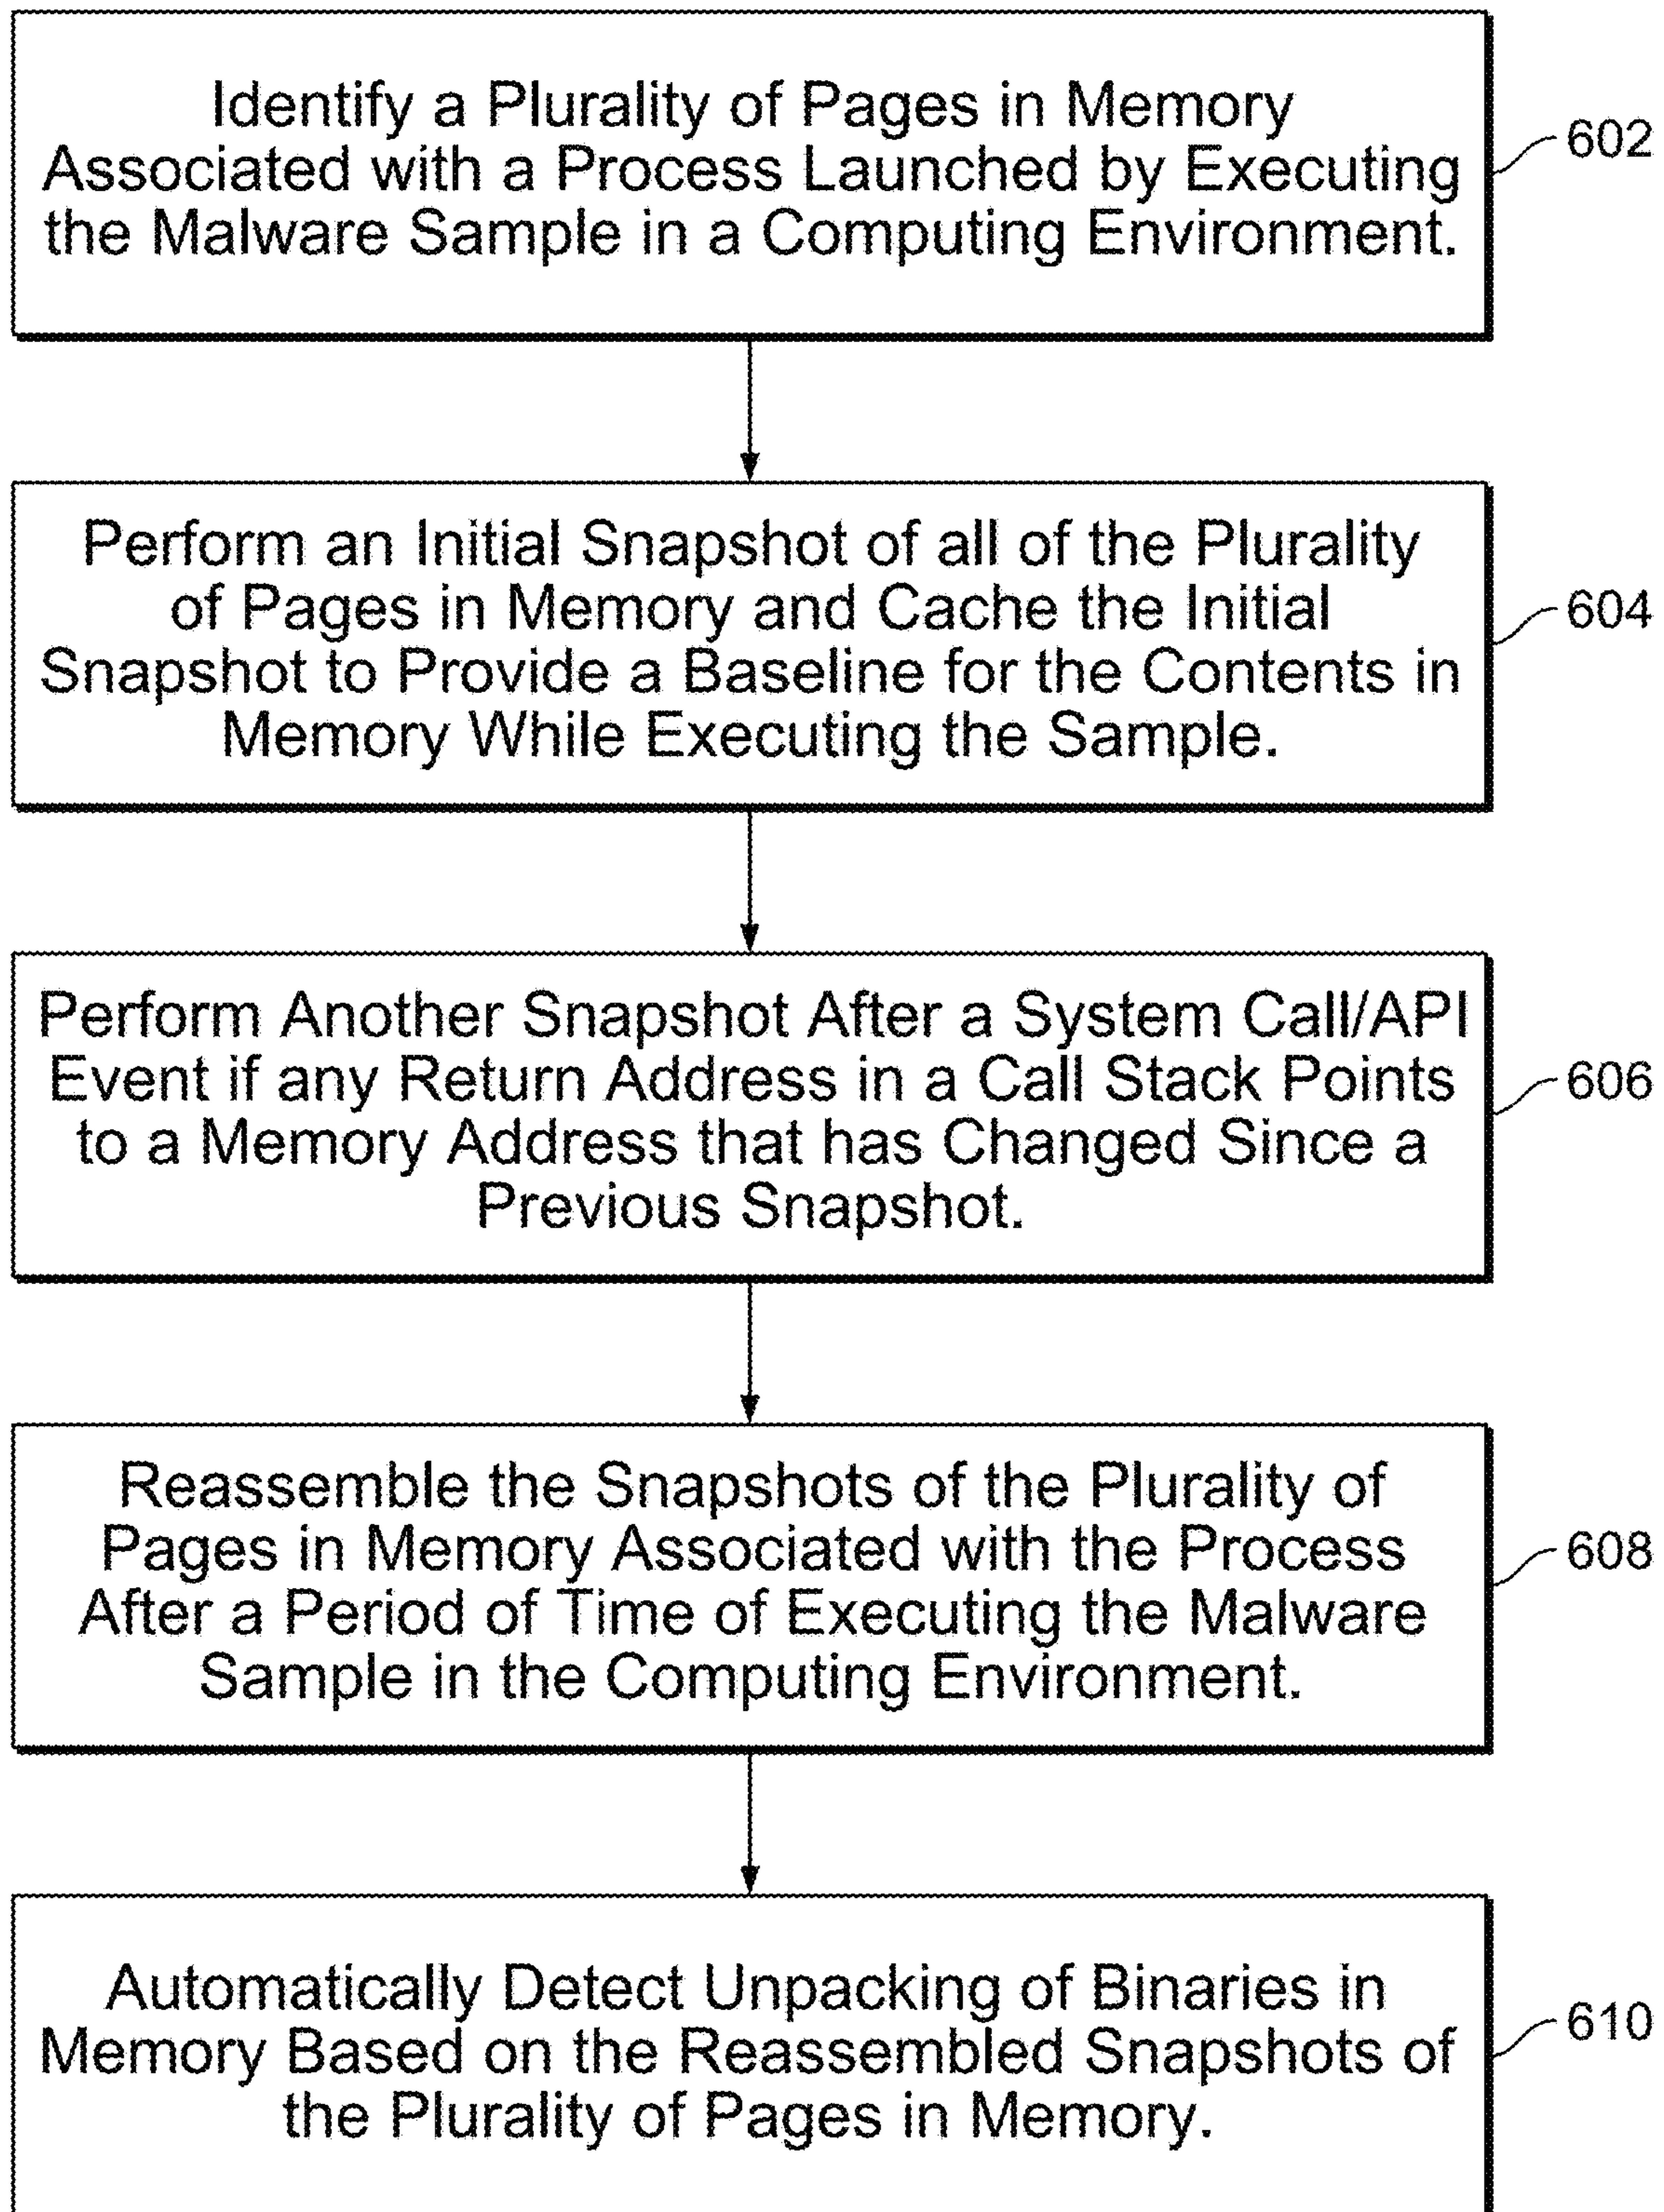 Identify a Plurality of Pages in Memory
Associated with a Process Launched by Executing
the Malware Sample in a Computing Environment.
602
Perform an Initial Snapshot of all of the Plurality
of Pages in Memory and Cache the Initial
Snapshot to Provide a Baseline for the Contents in
Memory While Executing the Sample.
604
Perform Another Snapshot After a System Call/API
Event if any Return Address in a Call Stack Points
to a Memory Address that has Changed Since a
Previous Snapshot.
606
Reassemble the Snapshots of the Plurality of
Pages in Memory Associated with the Process
After a Period of Time of Executing the Malware
Sample in the Computing Environment.
608
Automatically Detect Unpacking of Binaries in
Memory Based on the Reassembled Snapshots of
the Plurality of Pages in Memory.
610